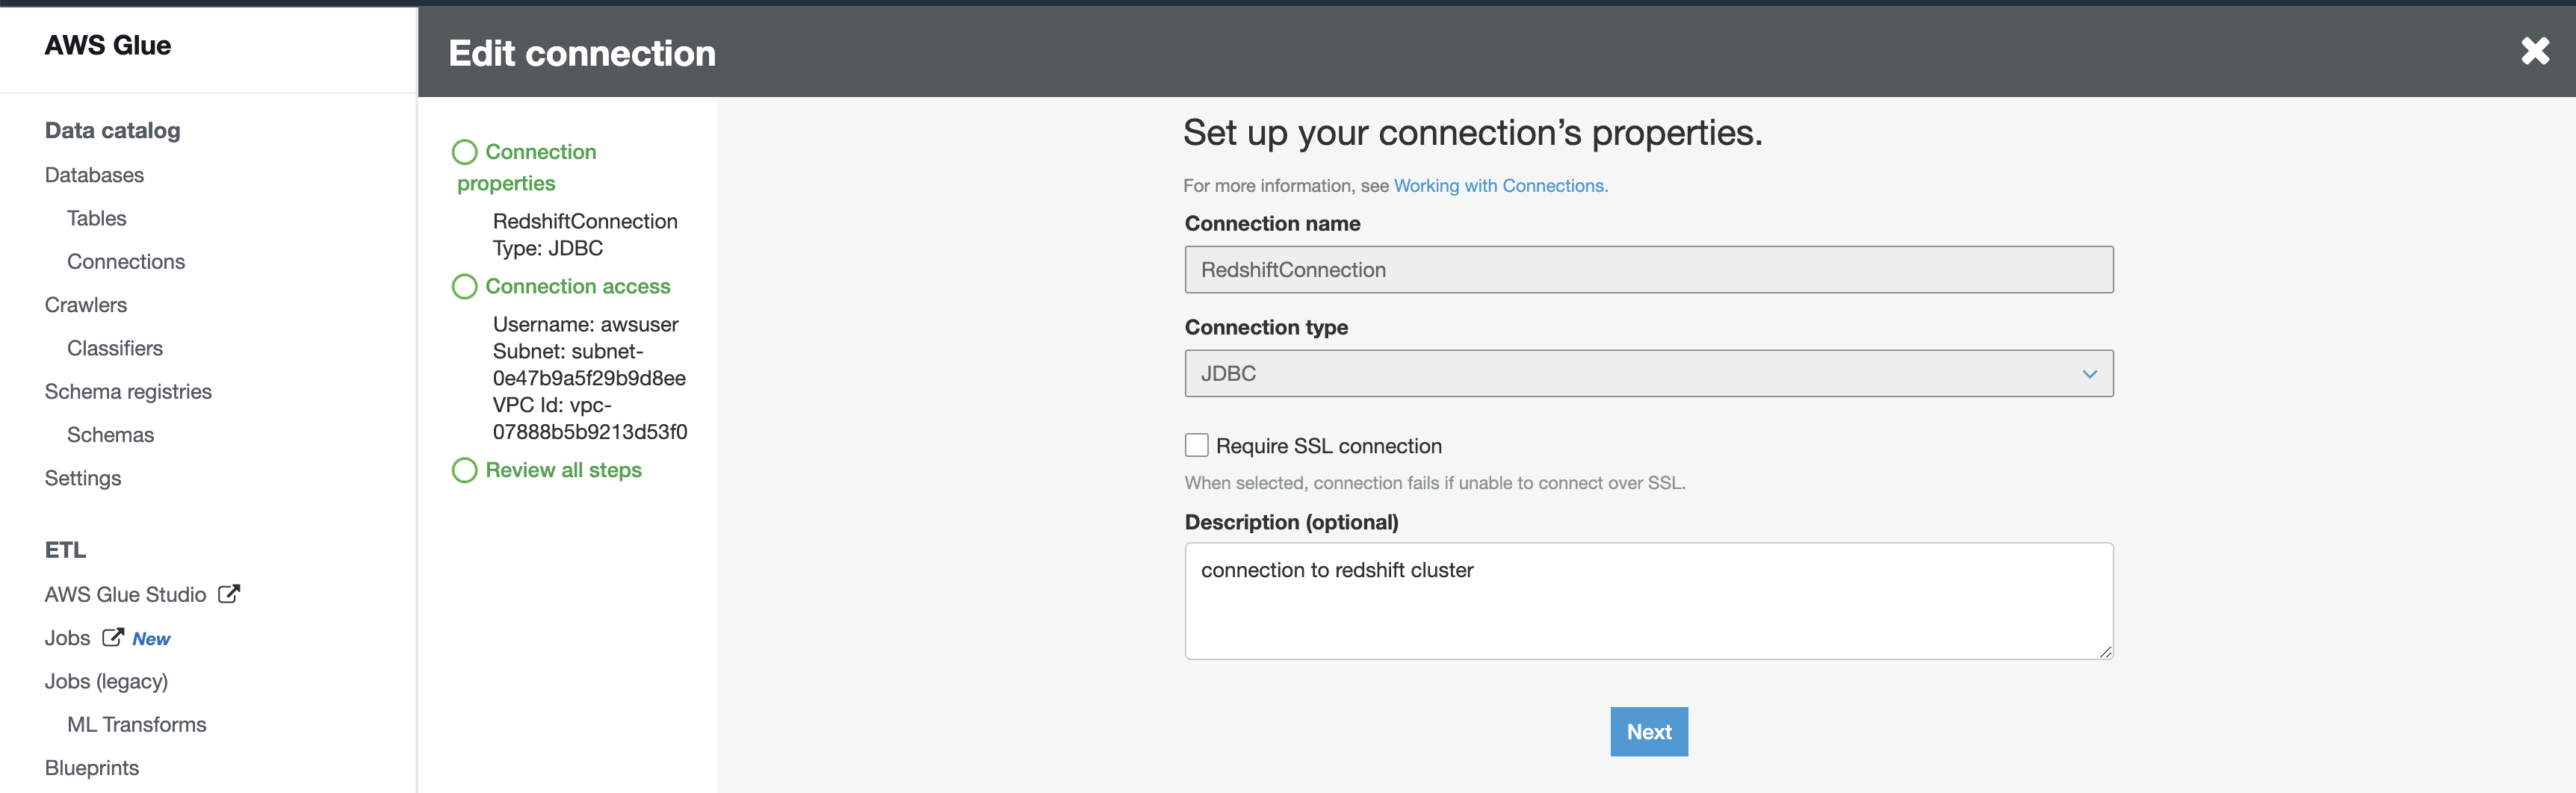 AWS Glue
Data catalog
Databases
Tables
Connections
Crawlers
Classifiers
Schema registries
Schemas
Settings
ETL
AWS Glue Studio
Jobs New
Jobs (legacy)
ML Transforms
Blueprints
Edit connection
Connection
properties
RedshiftConnection
Type: JDBC
Connection access
Username: awsuser
Subnet: subnet-
0e47b9a5f29b9d8ee
VPC Id: vpc-
07888b5b9213d53f0
Review all steps
Set up your connection’s properties.
For more information, see Working with Connections.
Connection name
RedshiftConnection
Connection type
JDBC
Require SSL connection
When selected, connection fails if unable to connect over SSL.
Description (optional)
connection to redshift cluster
Next